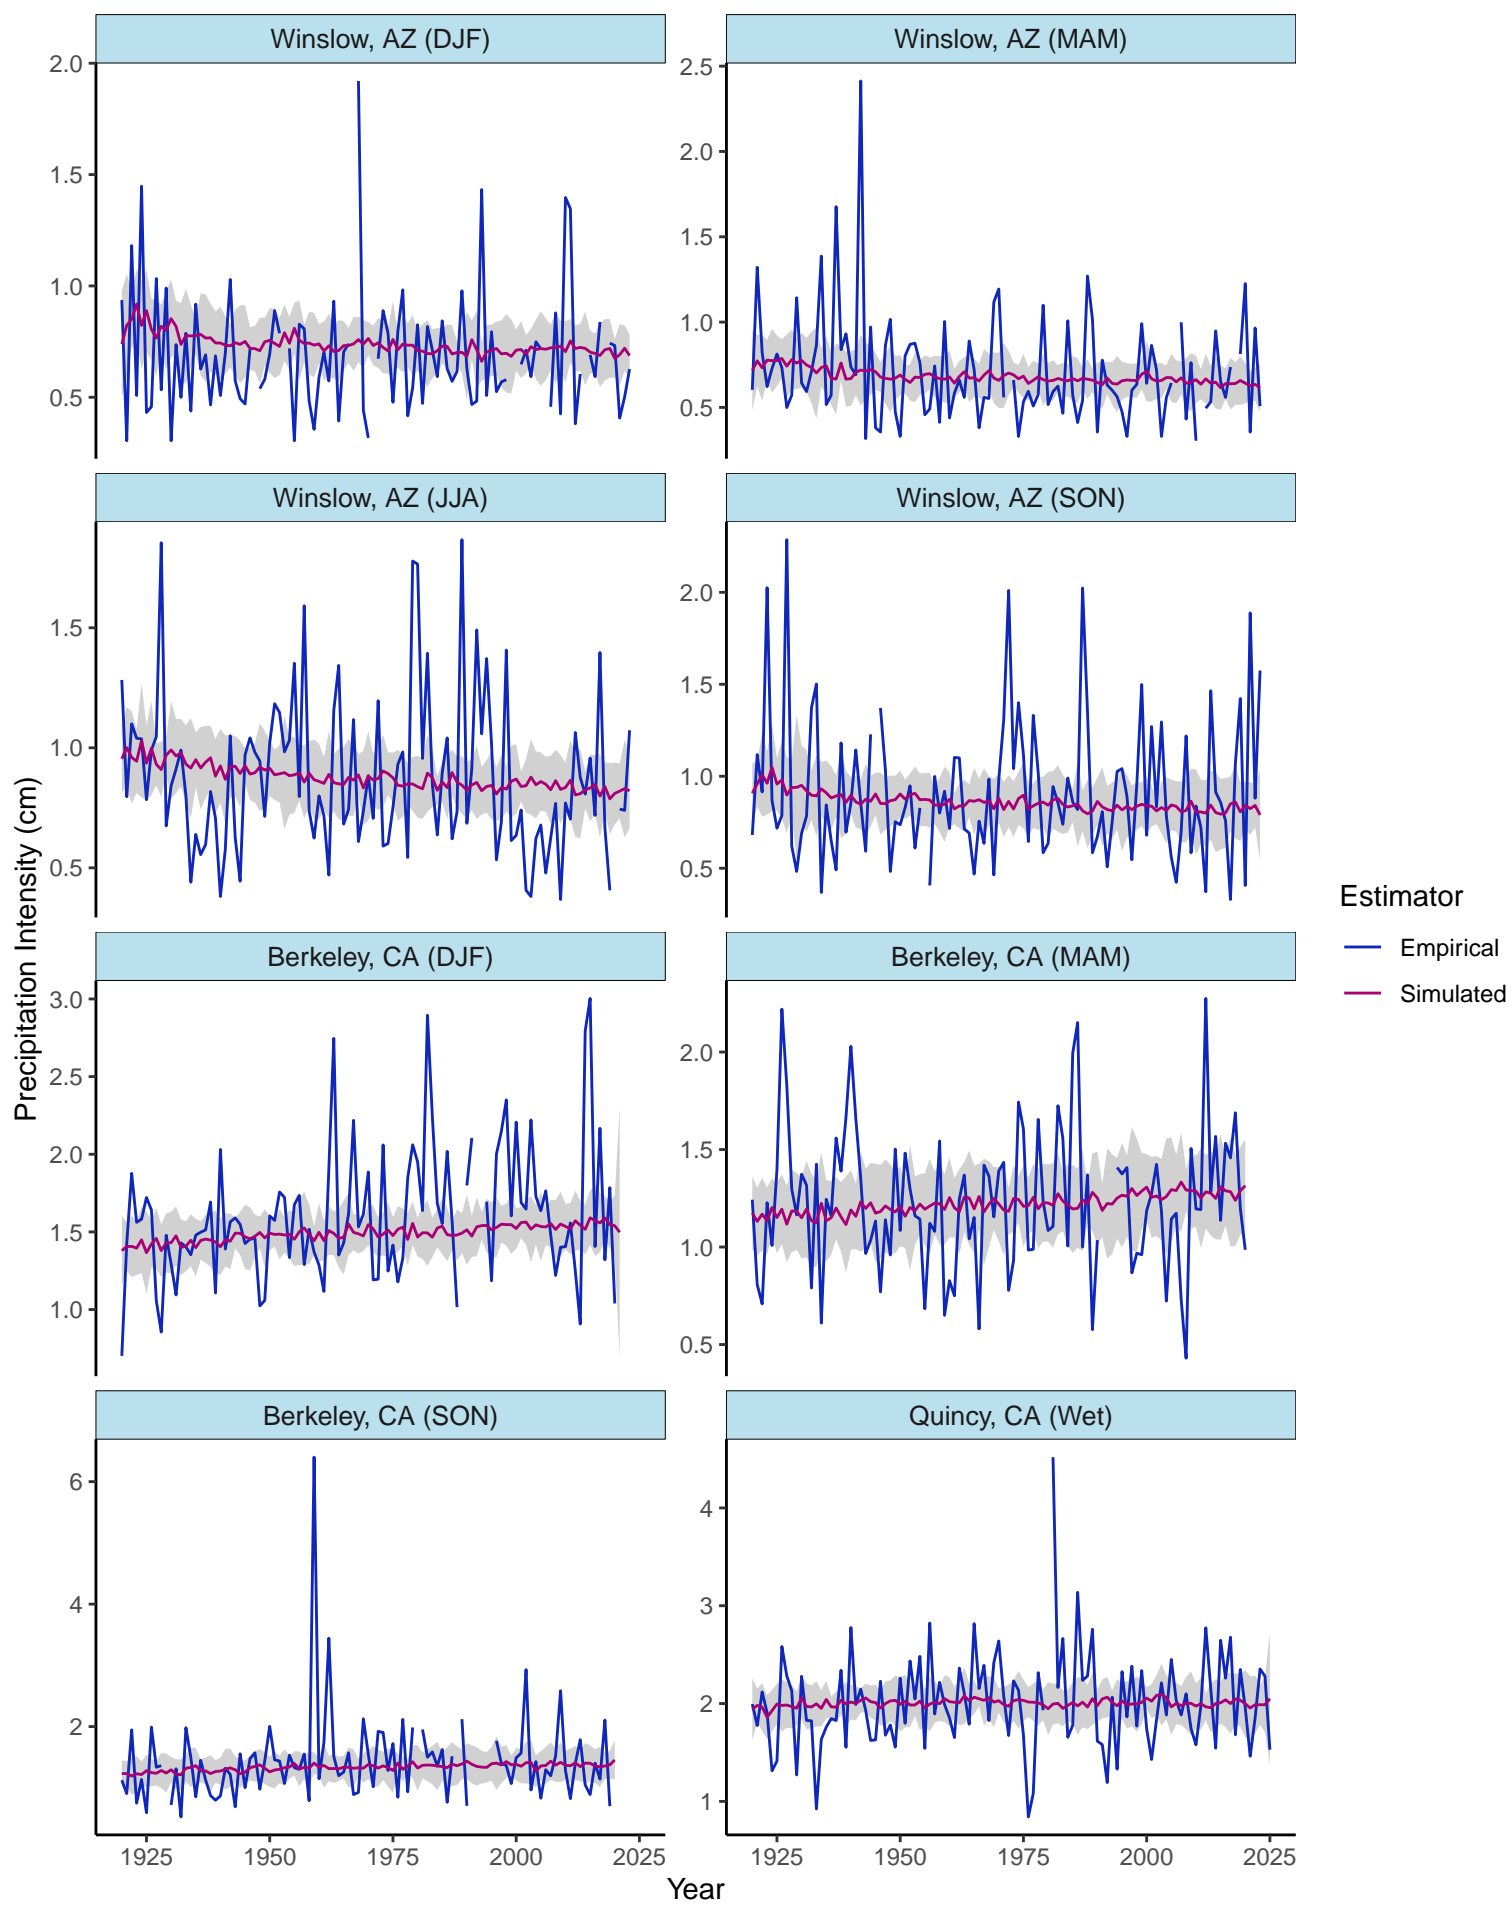 Winslow, AZ (DJF)
Winslow, AZ (MAM)
2.0
1.5
1.0
0.5
2.5
2.0
1.5
1.0
0.5
Winslow, AZ (JJA)
Winslow, AZ (SON)
1.5
1.0
0.5
2.0
1.5
1.0
0.5
Berkeley, CA (DJF)
Berkeley, CA (MAM)
3.0
2.5
2.0
1.5
1.0
2.0
1.5
1.0
0.5
Berkeley, CA (SON)
Quincy, CA (Wet)
6
4
2
4
3
2
1
1925 1950 1975 2000 2025
1925 1950 1975 2000 2025
Year
Precipitation Intensity (cm)
Estimator
Empirical
Simulated